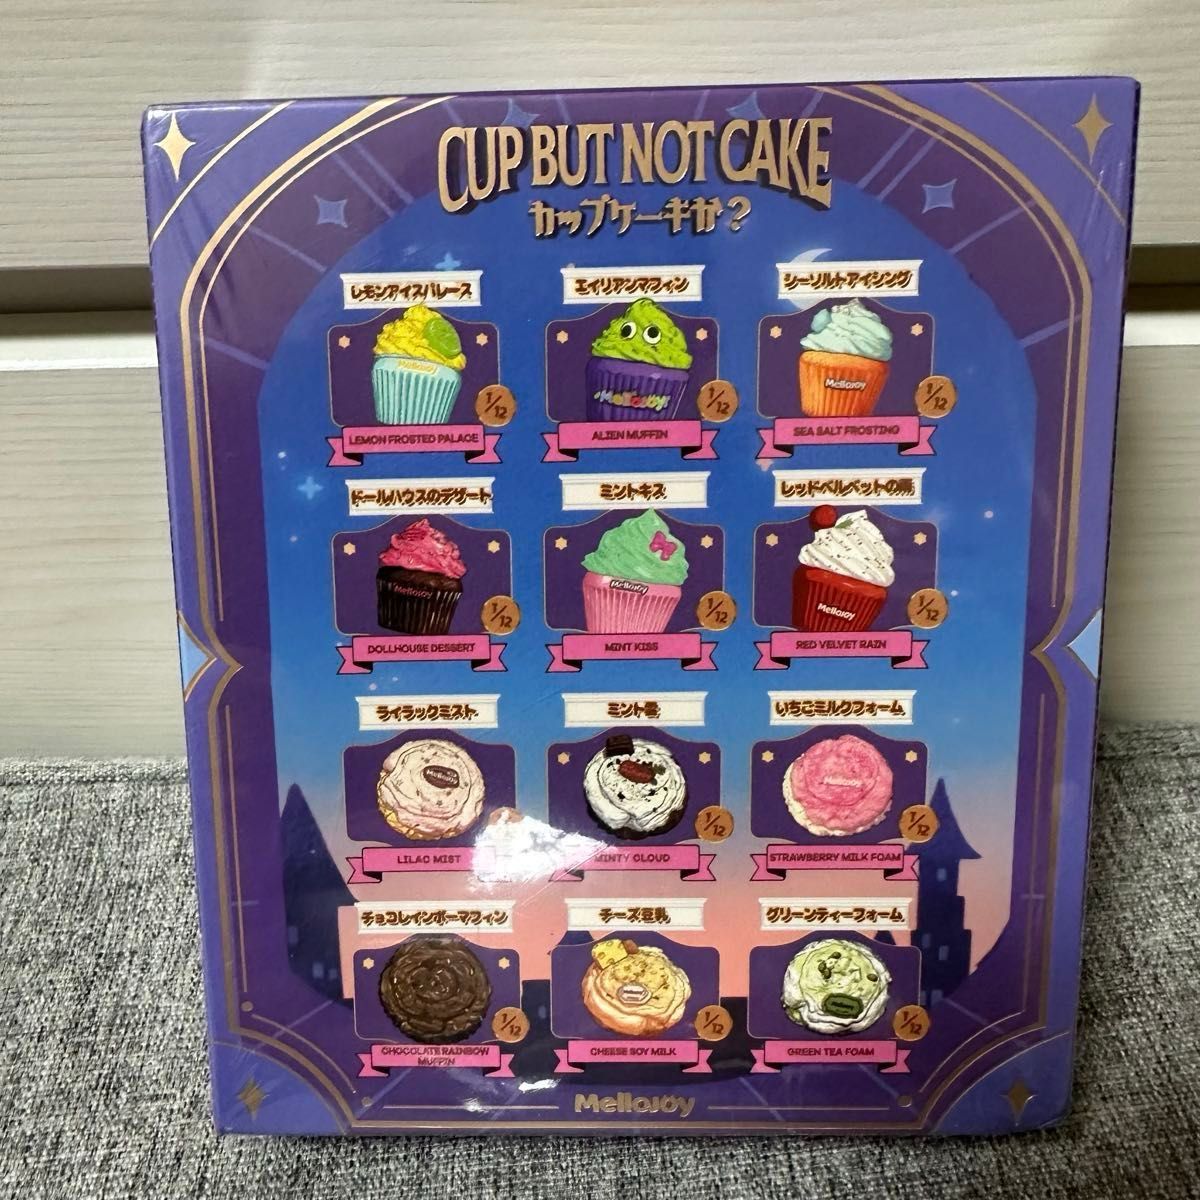 CUP BUT NOT CAKE
カップケーキか?
レモンアイスパレース
エイリアンマフィン
シーソルトアイシング
Mellojoy
Mellojoy
Mellojoy
1/12
1/12
1/12
LEMON FROSTED PALACE
ALIEN MUFFIN
SEA SALT FROSTING
ドールハウスのデザート
ミントキス
レッドベルベットの雨
Mellojoy
Mellojoy
Mellojoy
1/12
1/12
1/12
DOLLHOUSE DESSERT
MINT KISS
RED VELVET RAIN
ライラックミスト
ミント雲
いちごミルクフォーム
Mellojoy
Mellojoy
1/12
1/12
LILAC MIST
MINTY CLOUD
STRAWBERRY MILK FOAM
チョコレインボーマフィン
チーズ豆乳
グリーンティーフォーム
1/12
1/12
1/12
CHOCOLATE RAINBOW
MUFFIN
CHEESE SOY MILK
GREEN TEA FOAM
Mellojoy